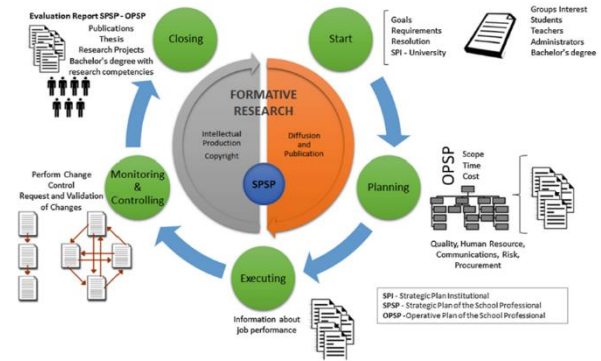 Evaluation Report SPSP - OPSP
Publications
Thesis
Research Projects
Bachelor's degree with
research competencies
Closing
Start
Goals
Requirements
Resolution
SPI - University
Groups Interest
Students
Teachers
Administrators
Bachelor's degree
FORMATIVE
RESEARCH
Intellectual
Production
Copyright
Diffusion
and
Publication
SPSP
Perform Change
Control
Request and Validation
of Changes
Monitoring
&
Controlling
Planning
OPSP
Scope
Time
Cost
Quality, Human Resource,
Communications, Risk,
Procurement
Executing
Information about
job performance
SPI - Strategic Plan Institutional
SPSP - Strategic Plan of the School Professional
OPSP -Operative Plan of the School Professional